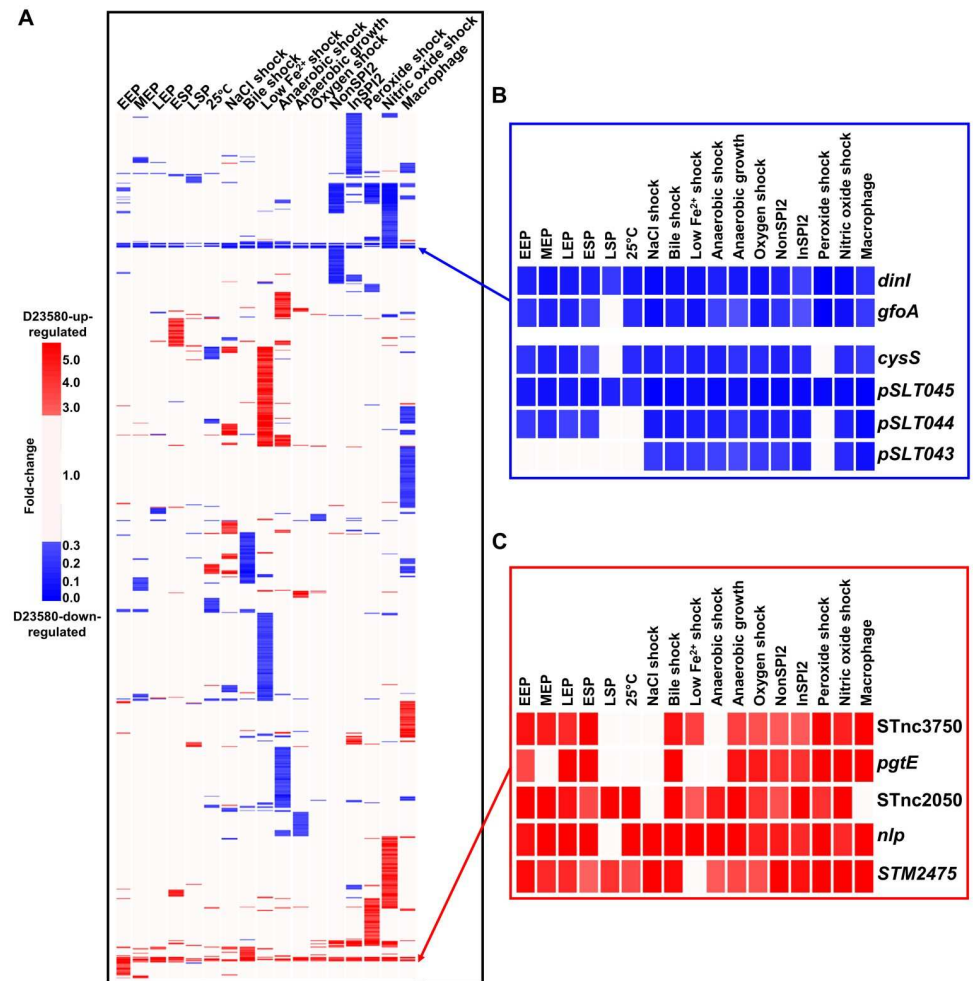 A
EEP
MEP
LEP
ESP
LSP
25°C
NaCl shock
Bile shock
Low Fe²⁺ shock
Anaerobic shock
Anaerobic growth
Oxygen shock
NonSPI2
InSPI2
Peroxide shock
Nitric oxide shock
Macrophage
D23580-up-
regulated
5.0
4.0
3.0
1.0
0.3
0.2
0.1
0.0
Fold-change
D23580-down-
regulated
B
EEP
MEP
LEP
ESP
LSP
25°C
NaCl shock
Bile shock
Low Fe²⁺ shock
Anaerobic shock
Anaerobic growth
Oxygen shock
NonSPI2
InSPI2
Peroxide shock
Nitric oxide shock
Macrophage
dinI
gfoA
cysS
pSLT045
pSLT044
pSLT043
C
EEP
MEP
LEP
ESP
LSP
25°C
NaCl shock
Bile shock
Low Fe²⁺ shock
Anaerobic shock
Anaerobic growth
Oxygen shock
NonSPI2
InSPI2
Peroxide shock
Nitric oxide shock
Macrophage
STnc3750
pgtE
STnc2050
nlp
STM2475